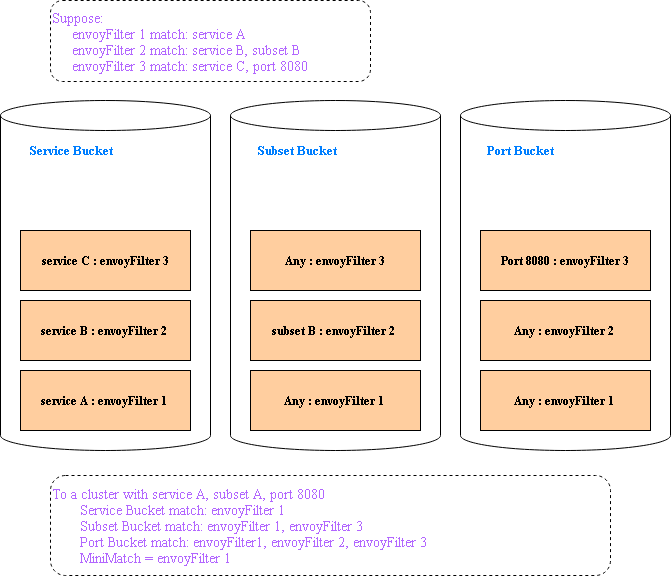 Suppose:
envoyFilter 1 match: service A
envoyFilter 2 match: service B, subset B
envoyFilter 3 match: service C, port 8080
Service Bucket
Subset Bucket
Port Bucket
service C : envoyFilter 3
Any : envoyFilter 3
Port 8080 : envoyFilter 3
service B : envoyFilter 2
subset B : envoyFilter 2
Any : envoyFilter 2
service A : envoyFilter 1
Any : envoyFilter 1
Any : envoyFilter 1
To a cluster with service A, subset A, port 8080
Service Bucket match: envoyFilter 1
Subset Bucket match: envoyFilter 1, envoyFilter 3
Port Bucket match: envoyFilter1, envoyFilter 2, envoyFilter 3
MiniMatch = envoyFilter 1